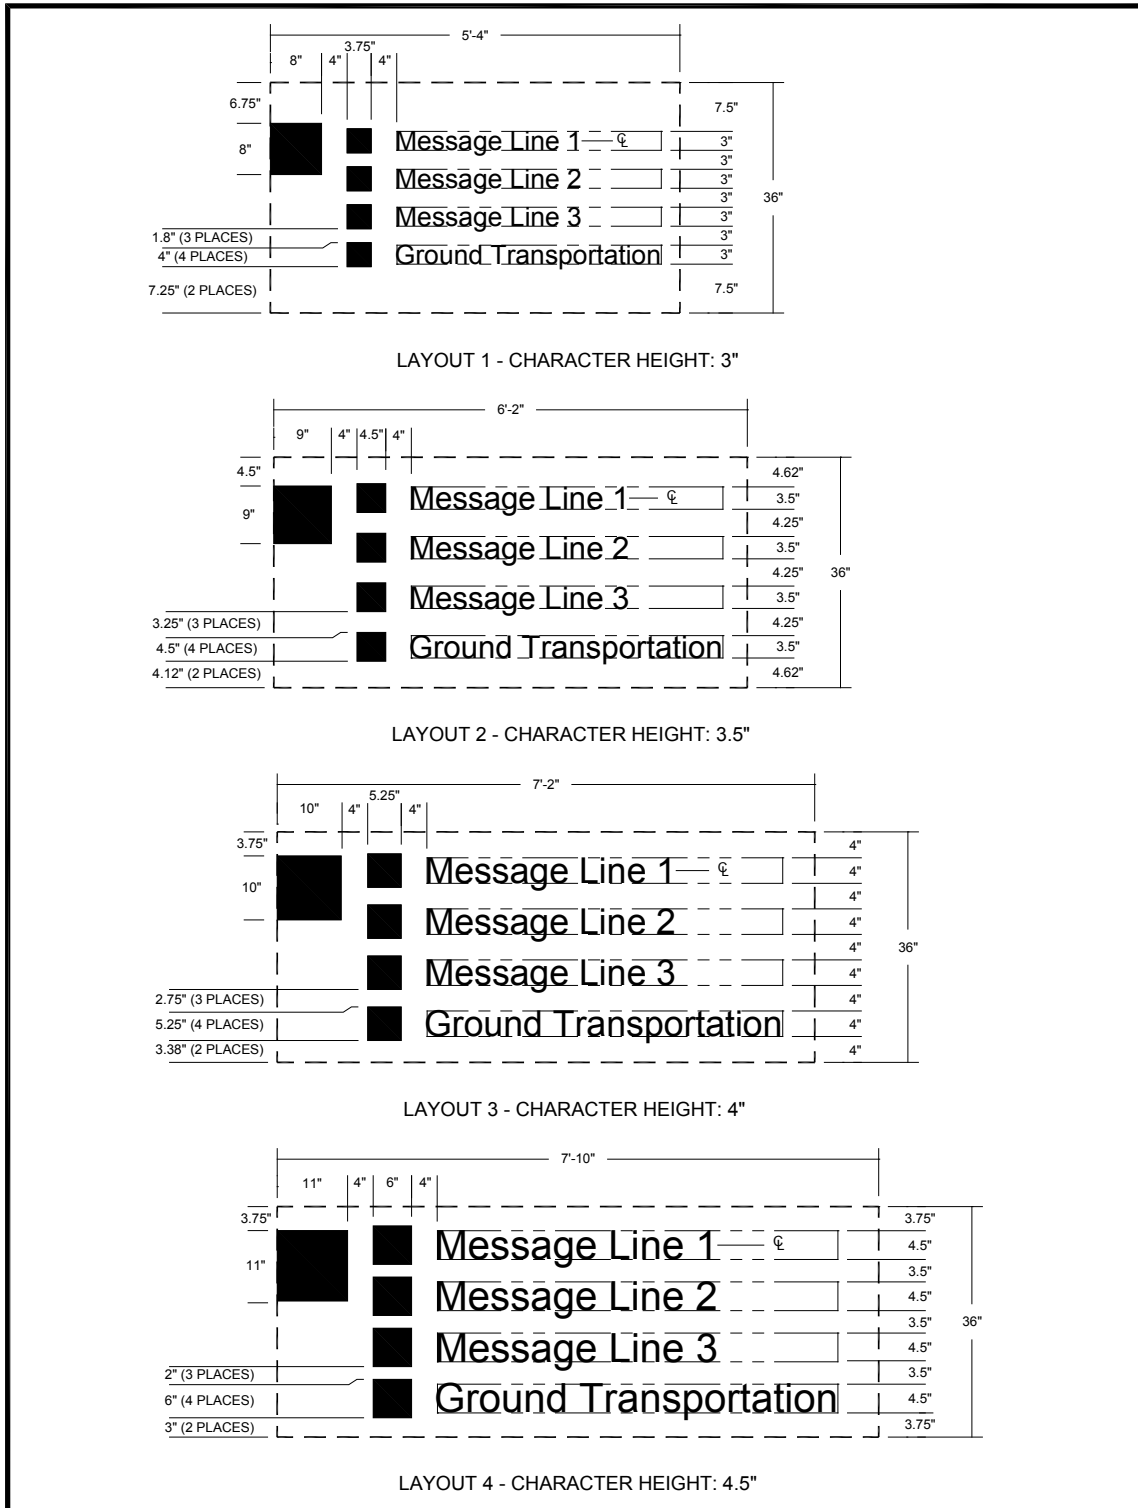 5'-4"
3.75"
8" 4" 4"
6.75"
7.5"
8"
Message Line 1 ℄
3"
3"
Message Line 2
3"
3"
36"
Message Line 3
3"
1.8" (3 PLACES)
3"
4" (4 PLACES)
Ground Transportation
3"
7.25" (2 PLACES)
7.5"
LAYOUT 1 - CHARACTER HEIGHT: 3"
6'-2"
9" 4" 4.5" 4"
4.5"
4.62"
9"
Message Line 1 ℄
3.5"
4.25"
Message Line 2
3.5"
4.25"
36"
Message Line 3
3.5"
3.25" (3 PLACES)
4.25"
4.5" (4 PLACES)
Ground Transportation
3.5"
4.12" (2 PLACES)
4.62"
LAYOUT 2 - CHARACTER HEIGHT: 3.5"
7'-2"
5.25"
10" 4" 4"
3.75"
4"
10"
Message Line 1 ℄
4"
4"
Message Line 2
4"
4"
36"
Message Line 3
4"
2.75" (3 PLACES)
4"
5.25" (4 PLACES)
Ground Transportation
4"
3.38" (2 PLACES)
4"
LAYOUT 3 - CHARACTER HEIGHT: 4"
7'-10"
11" 4" 6" 4"
3.75"
3.75"
11"
Message Line 1 ℄
4.5"
3.5"
Message Line 2
4.5"
3.5"
36"
Message Line 3
4.5"
2" (3 PLACES)
3.5"
6" (4 PLACES)
Ground Transportation
4.5"
3" (2 PLACES)
3.75"
LAYOUT 4 - CHARACTER HEIGHT: 4.5"